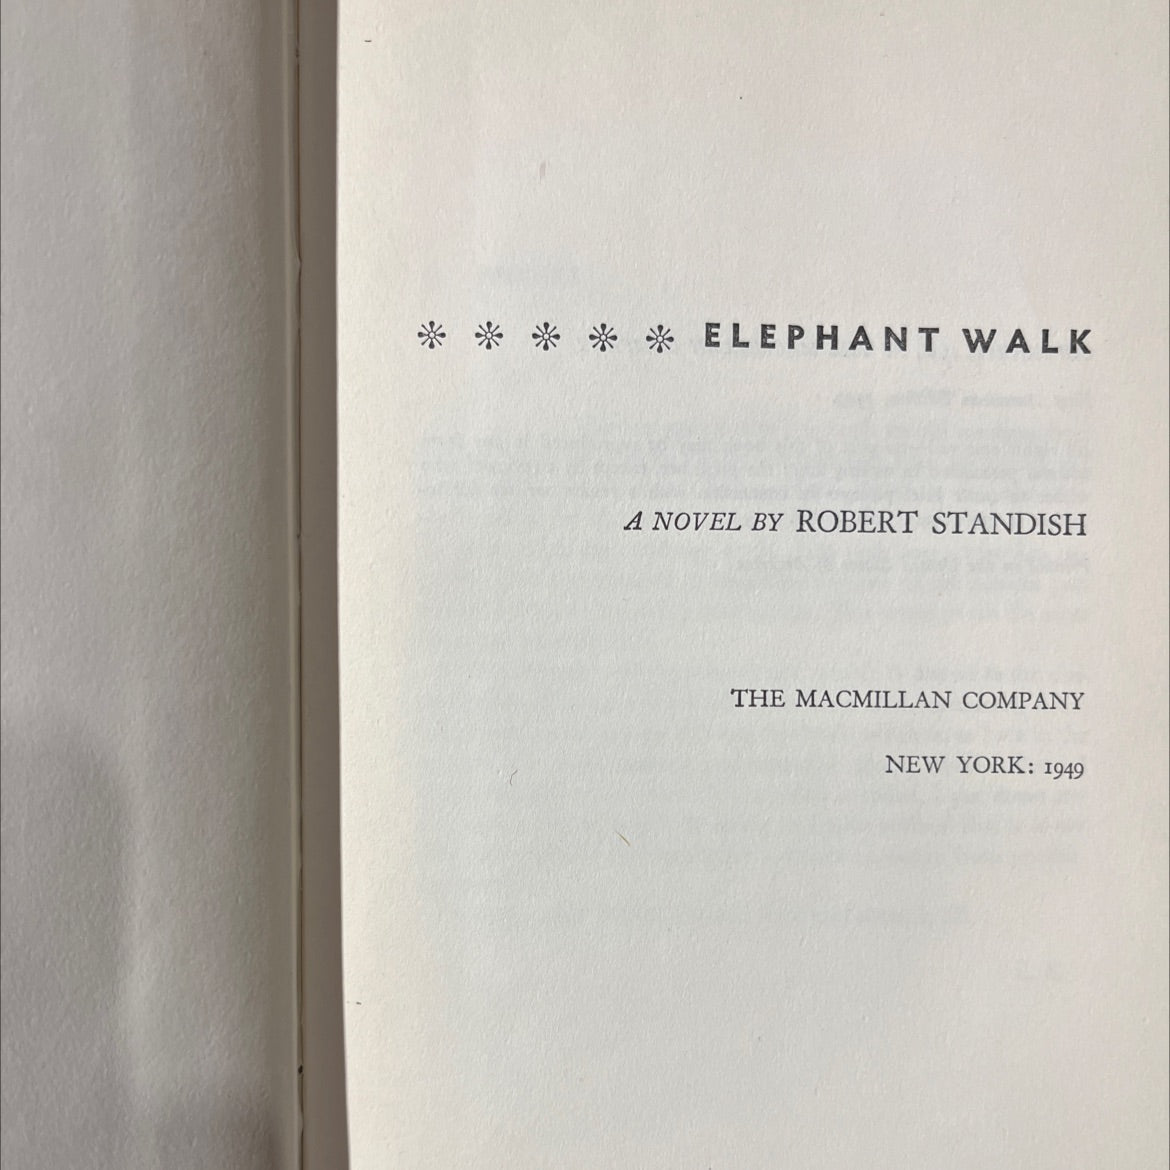 ELEPHANT WALK
A NOVEL BY ROBERT STANDISH
THE MACMILLAN COMPANY
NEW YORK: 1949